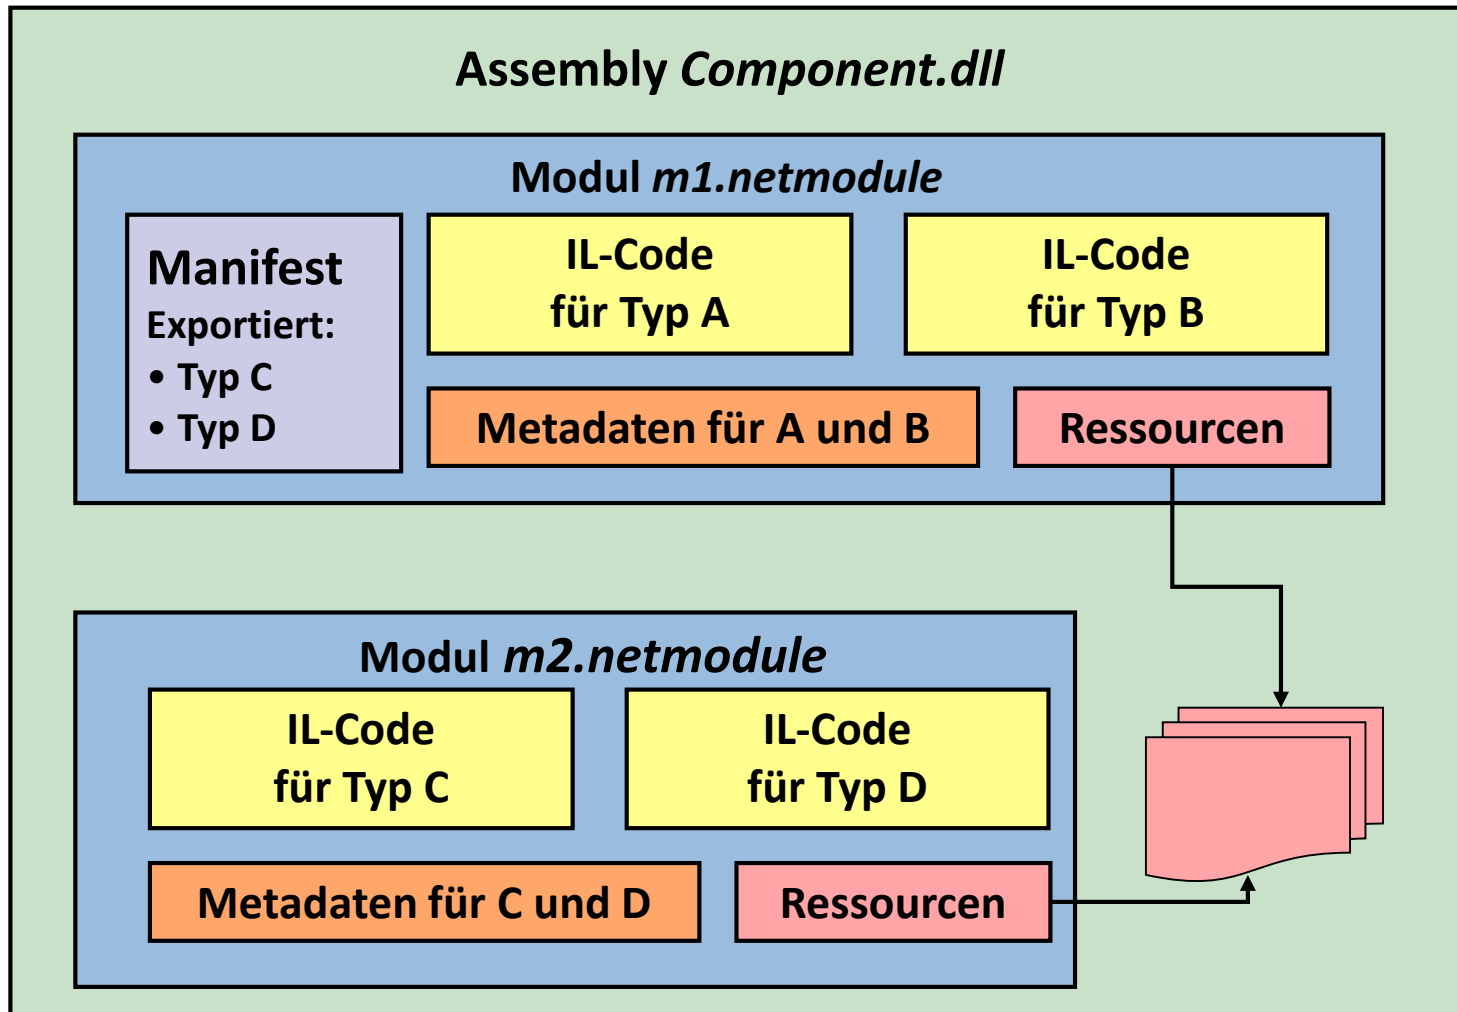 Assembly Component.dll
Modul m1.netmodule
Manifest
Exportiert:
• Typ C
• Typ D
IL-Code
für Typ A
IL-Code
für Typ B
Metadaten für A und B
Ressourcen
Modul m2.netmodule
IL-Code
für Typ C
IL-Code
für Typ D
Metadaten für C und D
Ressourcen